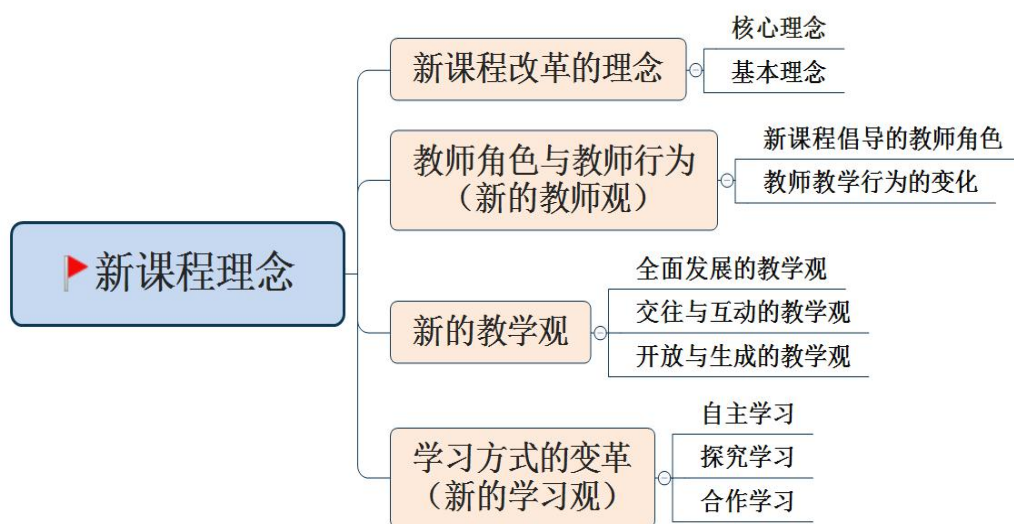 新课程理念
新课程改革的理念
核心理念
基本理念
教师角色与教师行为
（新的教师观）
新课程倡导的教师角色
教师教学行为的变化
新的教学观
全面发展的教学观
交往与互动的教学观
开放与生成的教学观
学习方式的变革
（新的学习观）
自主学习
探究学习
合作学习